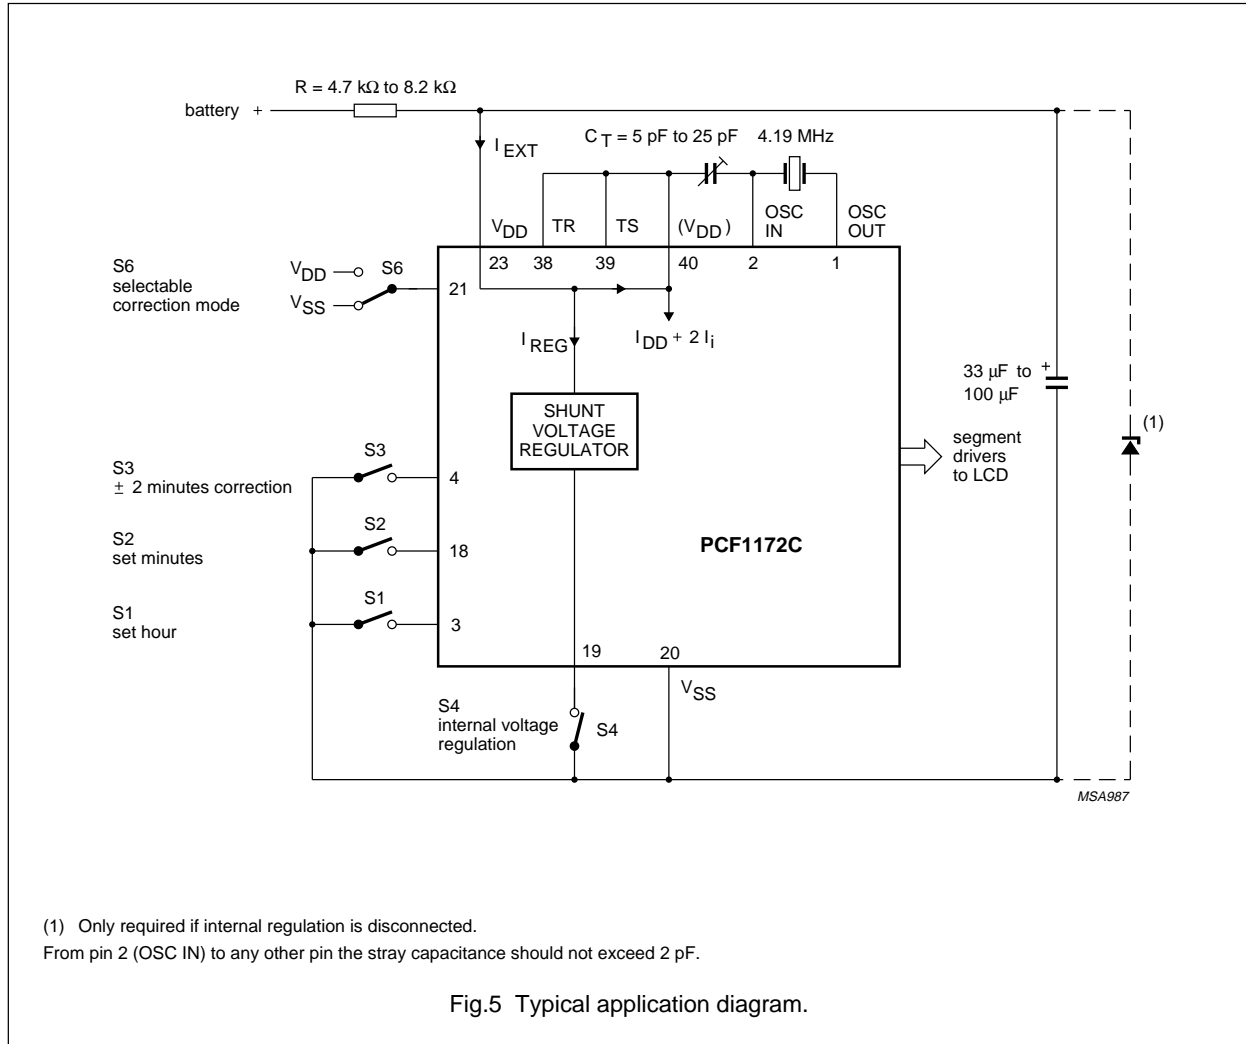 R = 4.7 kΩ to 8.2 kΩ
battery +
I EXT
C T = 5 pF to 25 pF
4.19 MHz
V DD
TR
TS
(V DD )
OSC IN
OSC OUT
23
38
39
40
2
1
S6
selectable
correction mode
V DD
V SS
S6
21
I REG
I DD + 2 I i
SHUNT
VOLTAGE
REGULATOR
33 μF to
100 μF
+
(1)
segment
drivers
to LCD
S3
± 2 minutes correction
S3
4
S2
set minutes
S2
18
PCF1172C
S1
set hour
S1
3
19
20
V SS
S4
internal voltage
regulation
S4
MSA987
(1) Only required if internal regulation is disconnected.
From pin 2 (OSC IN) to any other pin the stray capacitance should not exceed 2 pF.
Fig.5 Typical application diagram.